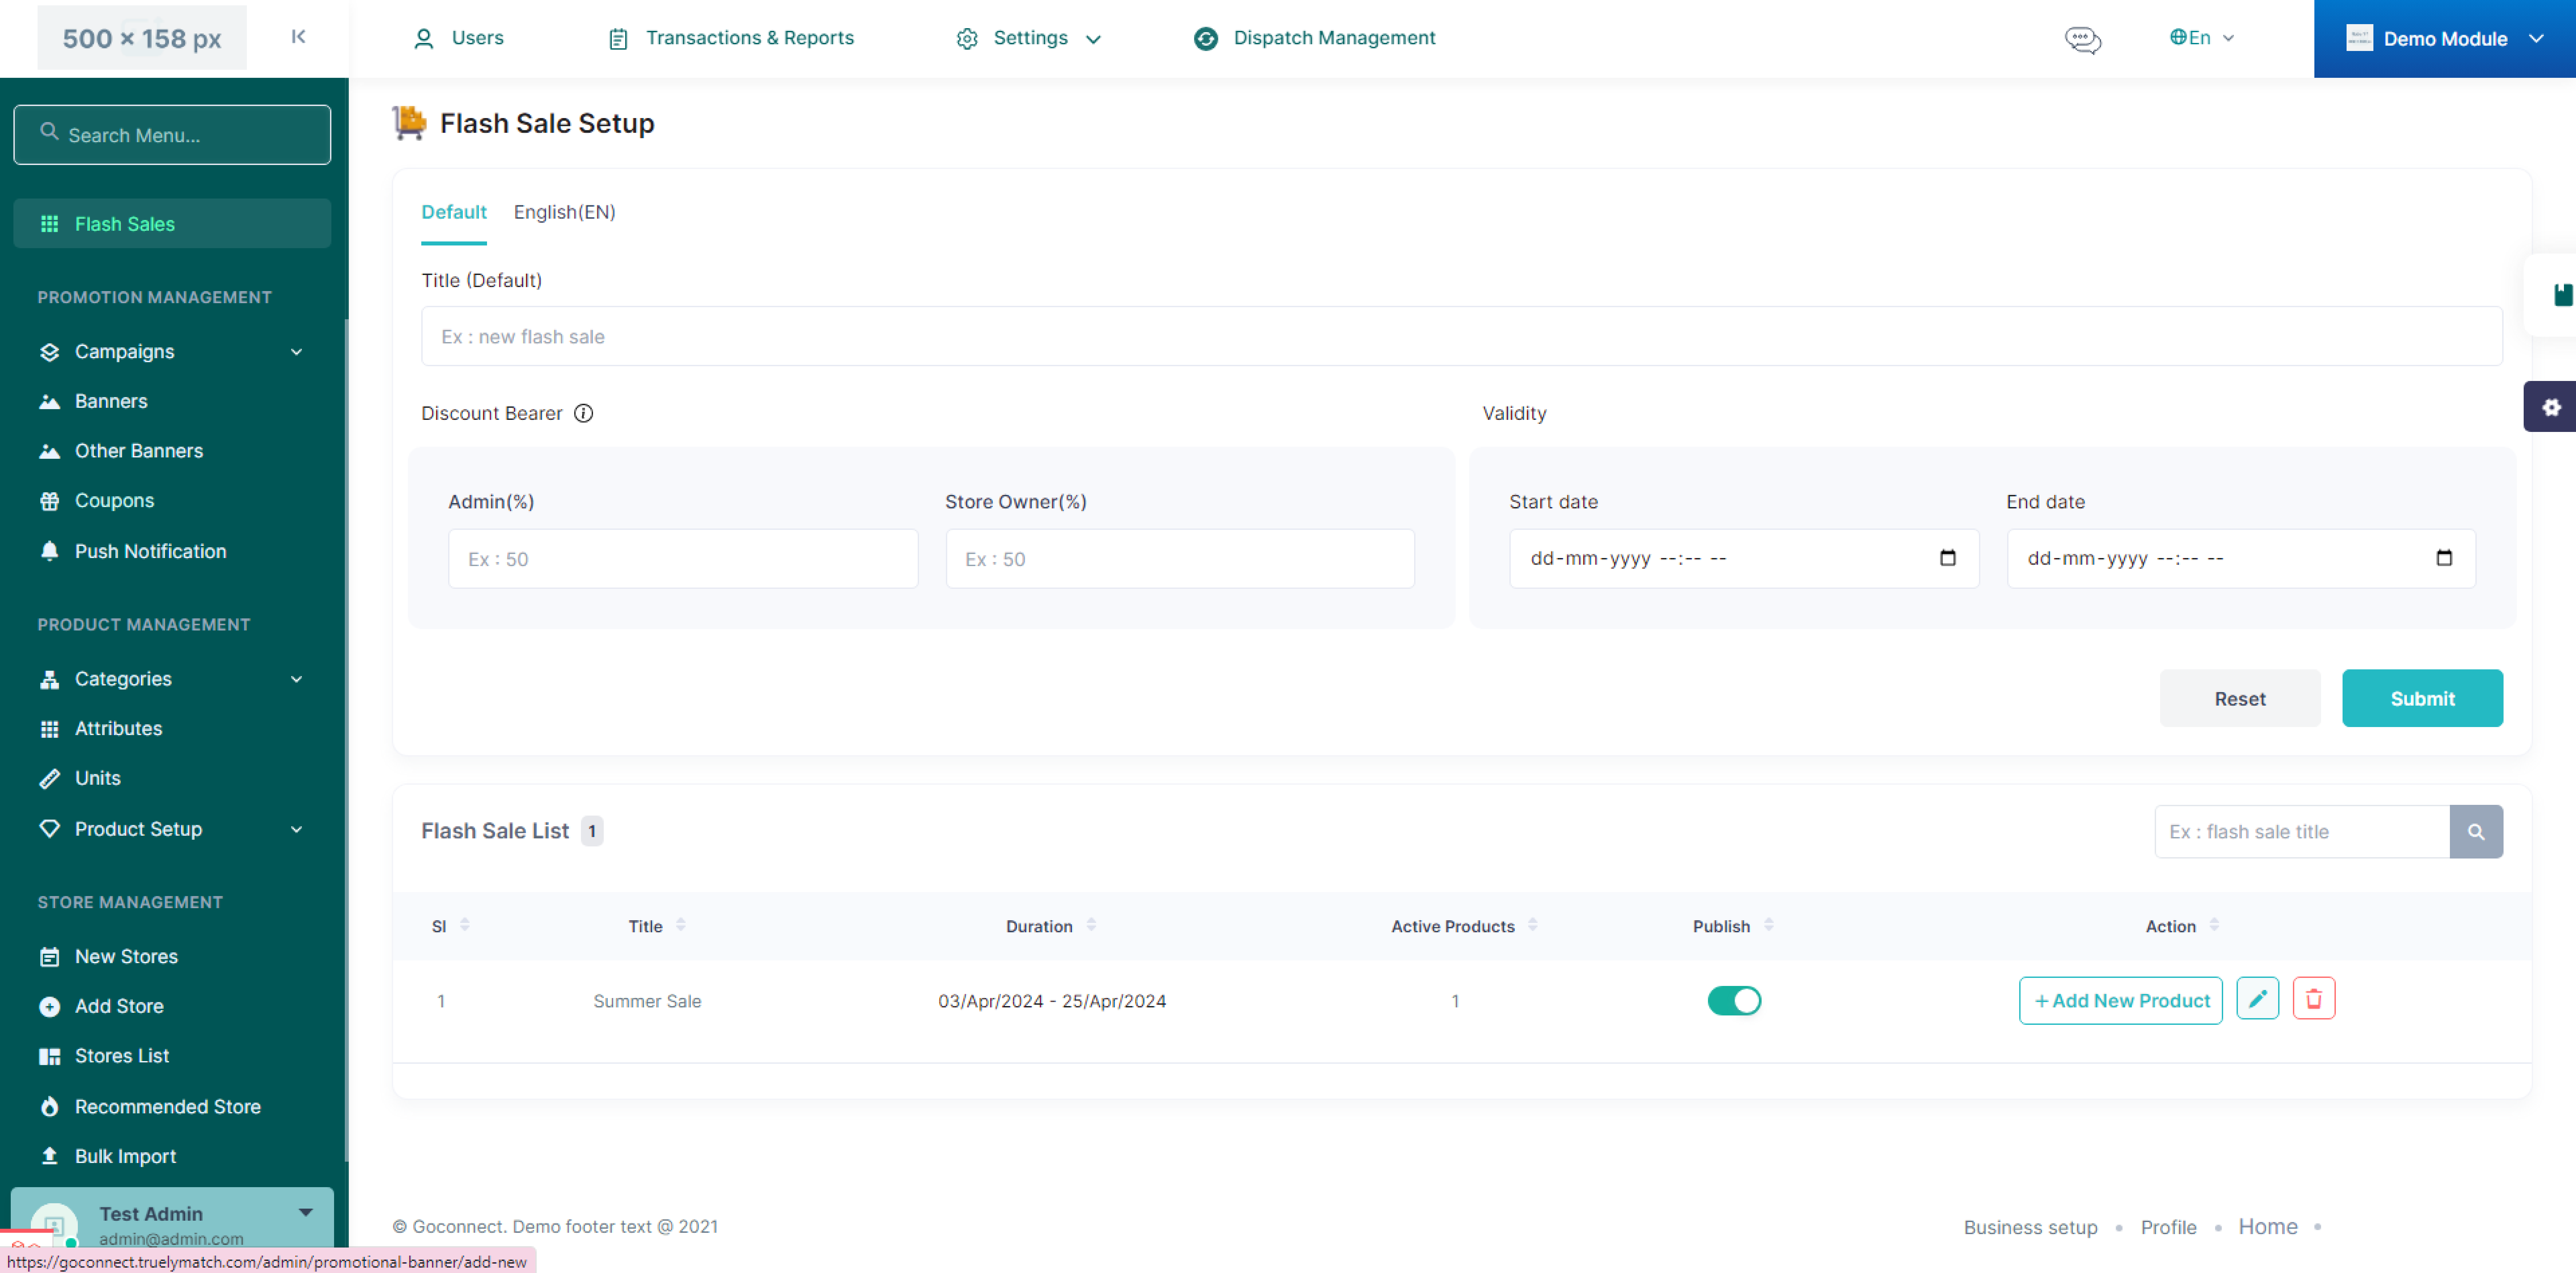 500 × 158 px
Users
Transactions & Reports
Settings
Dispatch Management
En
Demo Module
Search Menu...
Flash Sales
PROMOTION MANAGEMENT
Campaigns
Banners
Other Banners
Coupons
Push Notification
PRODUCT MANAGEMENT
Categories
Attributes
Units
Product Setup
STORE MANAGEMENT
New Stores
Add Store
Stores List
Recommended Store
Bulk Import
Test Admin
admin@admin.com
https://goconnect.truelymatch.com/admin/promotional-banner/add-new
Flash Sale Setup
Default English(EN)
Title (Default)
Ex : new flash sale
Discount Bearer
Validity
Admin(%) Store Owner(%) Start date End date
Ex : 50 Ex : 50 dd-mm-yyyy --:-- -- dd-mm-yyyy --:-- --
Reset Submit
Flash Sale List 1
Ex : flash sale title
Sl Title Duration Active Products Publish Action
1 Summer Sale 03/Apr/2024 - 25/Apr/2024 1 +Add New Product
© Goconnect. Demo footer text @ 2021
Business setup • Profile • Home •